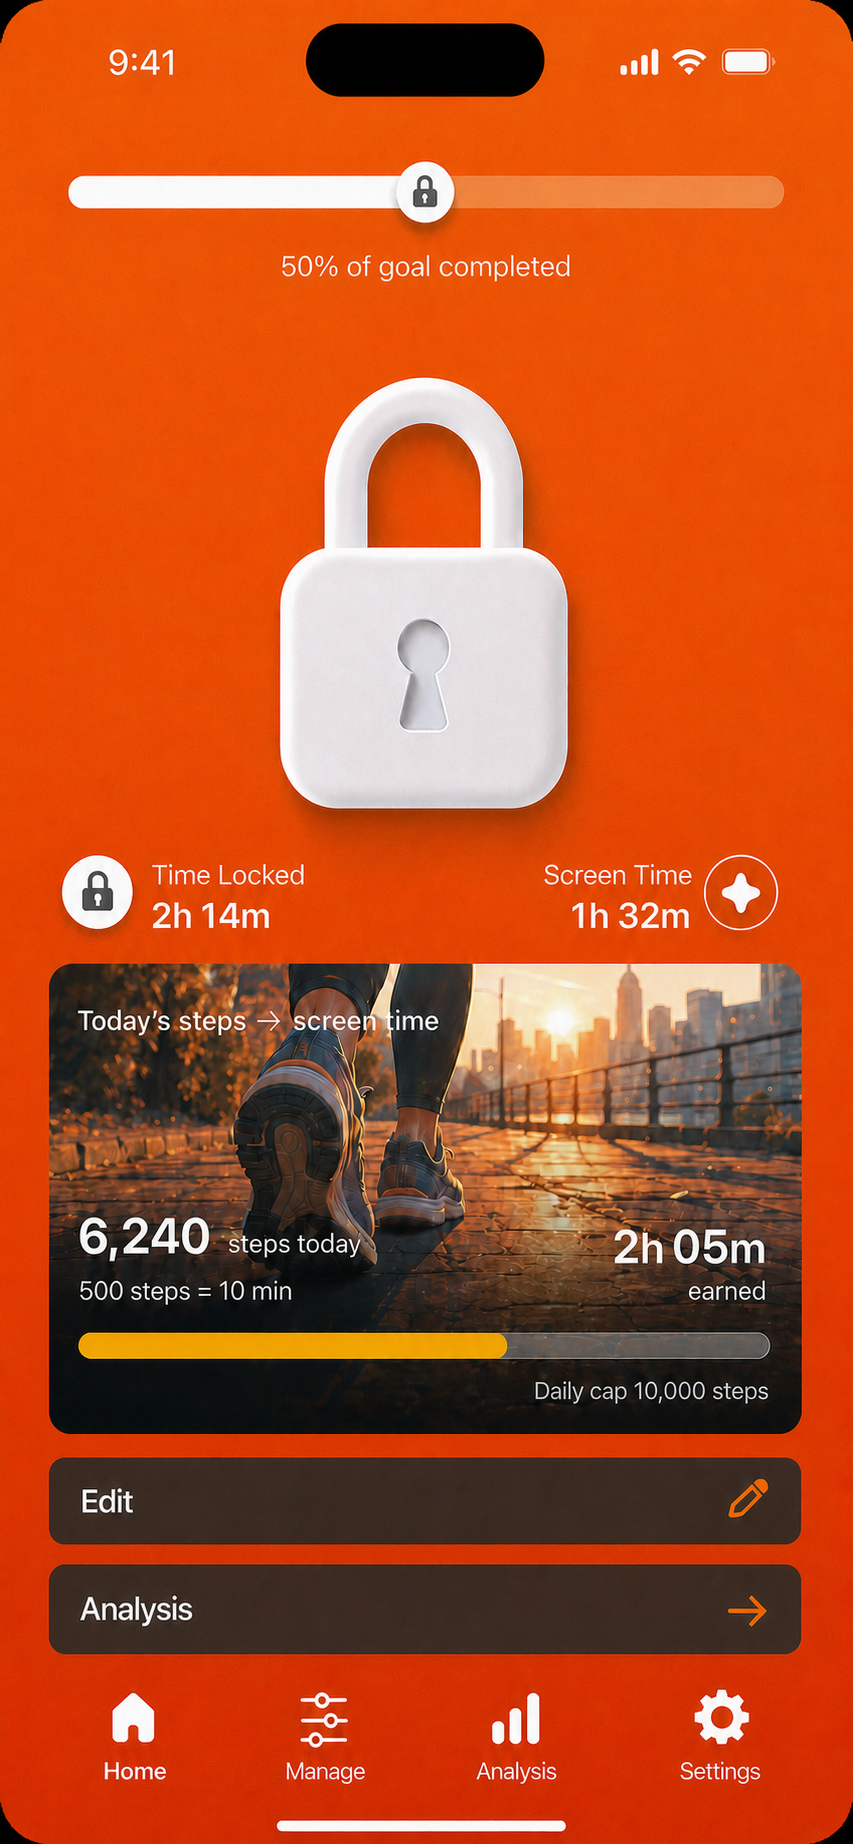 9:41
50% of goal completed
Time Locked
2h 14m
Screen Time
1h 32m
Today’s steps → screen time
6,240 steps today
500 steps = 10 min
2h 05m
earned
Daily cap 10,000 steps
Edit
Analysis
Home
Manage
Analysis
Settings